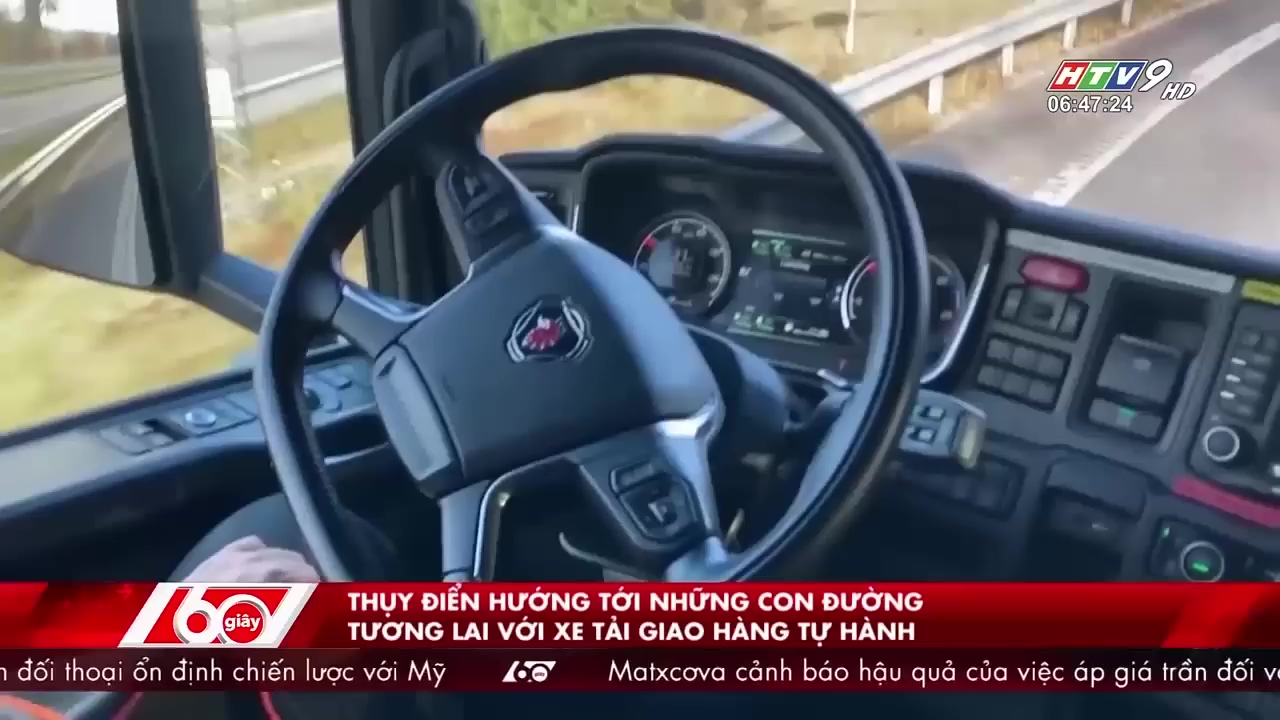 HTV9 HD
06:47:24
60 giây
THỤY ĐIỂN HƯỚNG TỚI NHỮNG CON ĐƯỜNG
TƯƠNG LAI VỚI XE TẢI GIAO HÀNG TỰ HÀNH
đối thoại ổn định chiến lược với Mỹ 60 giây Matxcova cảnh báo hậu quả của việc áp giá trần đối